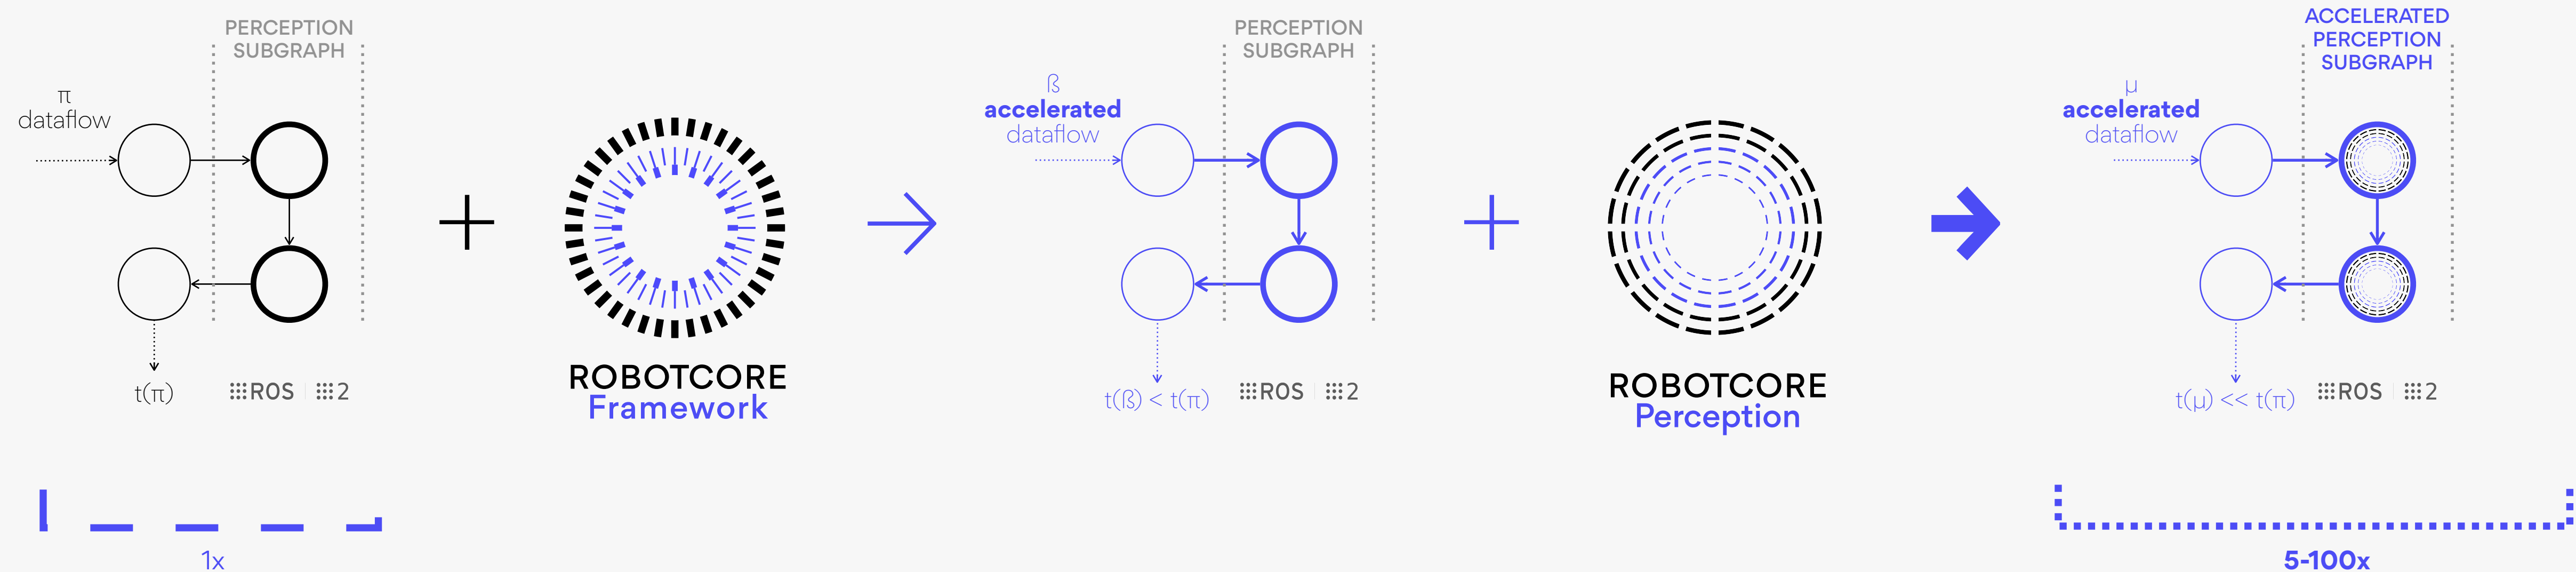 PERCEPTION
SUBGRAPH
π
dataflow
t(π)
ROS 2
ROBOTCORE
Framework
PERCEPTION
SUBGRAPH
ß
accelerated
dataflow
t(ß) < t(π)
ROS 2
ROBOTCORE
Perception
ACCELERATED
PERCEPTION
SUBGRAPH
µ
accelerated
dataflow
t(µ) << t(π)
ROS 2
1x
5-100x